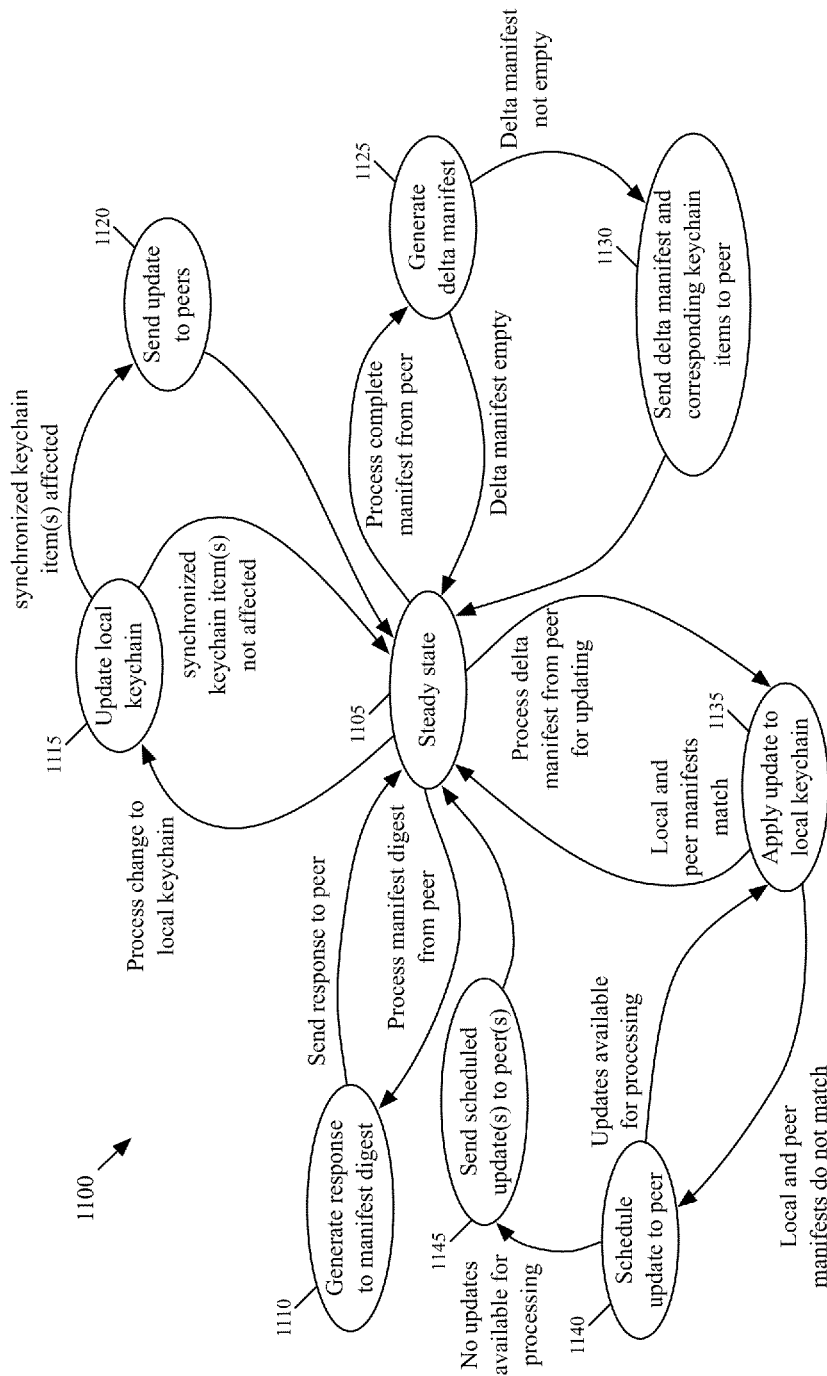 1100
1110
Generate response
to manifest digest
Send response to peer
Process manifest digest
from peer
Process change to
local keychain
1115
Update local
keychain
synchronized keychain
item(s) affected
synchronized
keychain item(s)
not affected
1120
Send update
to peers
1105
Steady state
Process complete
manifest from peer
Delta manifest empty
1125
Generate
delta manifest
Delta manifest
not empty
1130
Send delta manifest and
corresponding keychain
items to peer
Process delta
manifest from peer
for updating
Local and
peer manifests
match
1135
Apply update to
local keychain
Local and peer
manifests do not match
Updates available
for processing
1140
Schedule
update to peer
No updates
available for
processing
1145
Send scheduled
update(s) to peer(s)